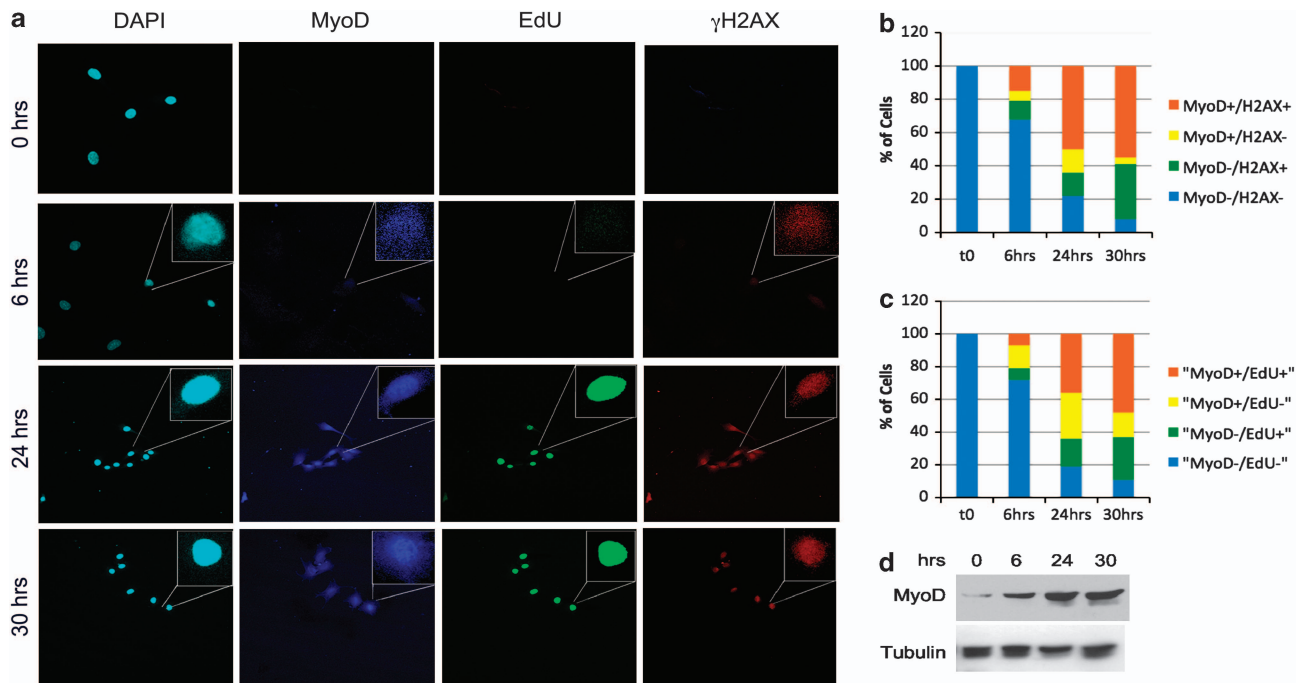 a
DAPI MyoD EdU γH2AX
0 hrs
6 hrs
24 hrs
30 hrs
b
120
100
80
60
40
20
0
% of Cells
t0 6hrs 24hrs 30hrs
MyoD+/H2AX+
MyoD+/H2AX-
MyoD-/H2AX+
MyoD-/H2AX-
c
120
100
80
60
40
20
0
% of Cells
t0 6hrs 24hrs 30hrs
"MyoD+/EdU+"
"MyoD+/EdU-"
"MyoD-/EdU+"
"MyoD-/EdU-"
d
hrs 0 6 24 30
MyoD
Tubulin